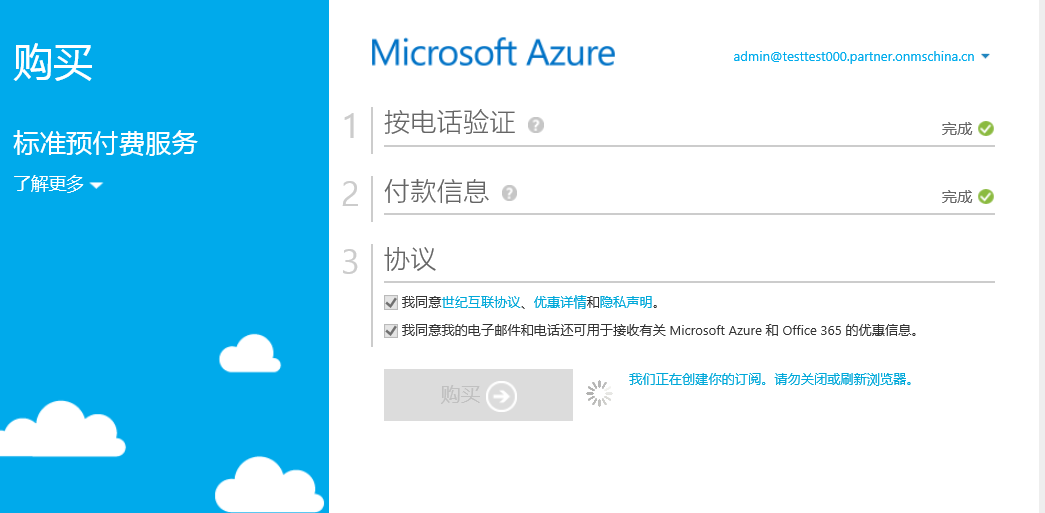 购买
标准预付费服务
了解更多
Microsoft Azure
admin@testtest000.partner.onmschina.cn
1 按电话验证 ?
完成
2 付款信息 ?
完成
3 协议
我同意世纪互联协议、优惠详情和隐私声明。
我同意我的电子邮件和电话还可用于接收有关 Microsoft Azure 和 Office 365 的优惠信息。
购买
我们正在创建你的订阅。请勿关闭或刷新浏览器。